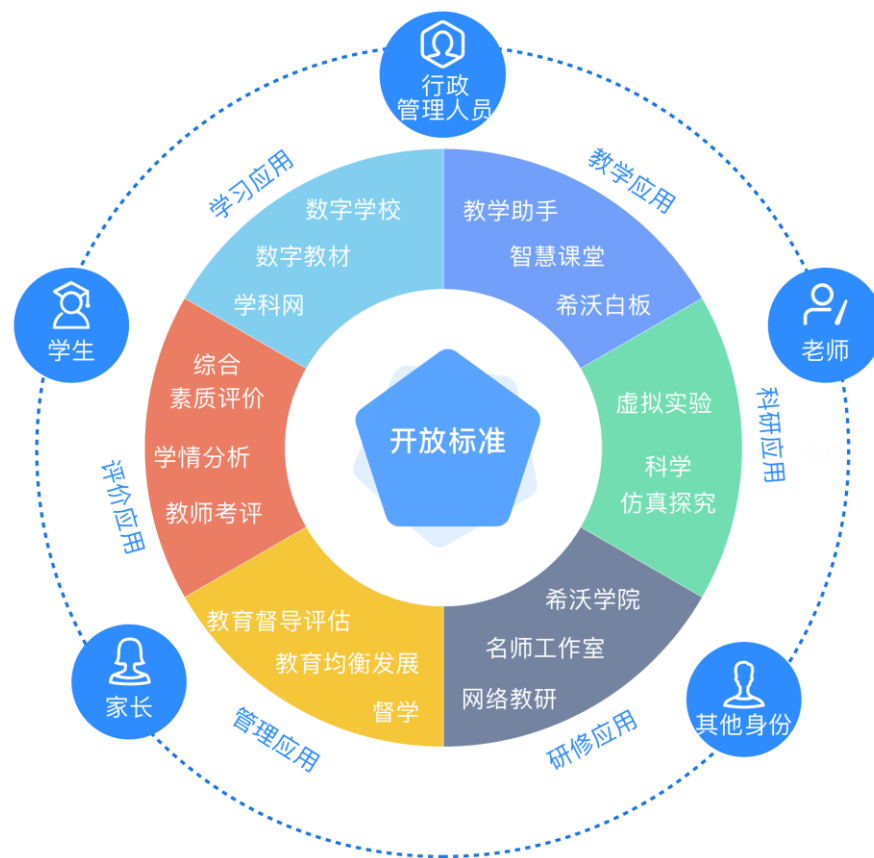 行政
管理人员
学习应用
教学应用
数字学校
数字教材
学科网
教学助手
智慧课堂
希沃白板
学生
老师
综合
素质评价
学情分析
教师考评
开放标准
虚拟实验
科学
仿真探究
科研应用
评价应用
教育督导评估
教育均衡发展
督学
希沃学院
名师工作室
网络教研
家长
其他身份
管理应用
研修应用